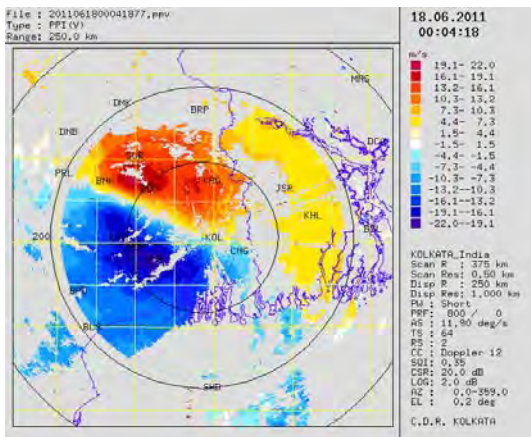 File : 2011061800041877.ppv
Type : PPI(V)
Range: 250.0 km
18.06.2011
00:04:18
m/s
19.1- 22.0
16.1- 19.1
13.2- 16.1
10.3- 13.2
7.3- 10.3
4.4- 7.3
1.5- 4.4
-1.5- 1.5
-4.4- -1.5
-7.3- -4.4
-10.3- -7.3
-13.2--10.3
-16.1--13.2
-19.1--16.1
-22.0--19.1
MRG
DMK
BRP
DNB
PRL
BNK
JSR
KHL
200
KOL
CNG
BLS
SHD
KOLKATA_India
Scan R : 375 km
Scan Res: 0.50 km
Disp R : 250 km
Disp Res: 1.000 km
PW : Short
PRF: 800 / 0
AS : 11.90 deg/s
TS : 64
RS : 2
CC : Doppler 12
SQI: 0.35
CSR: 20.0 dB
LOG: 2.0 dB
AZ : 0.0-359.0
EL : 0.2 deg
C.D.R. KOLKATA